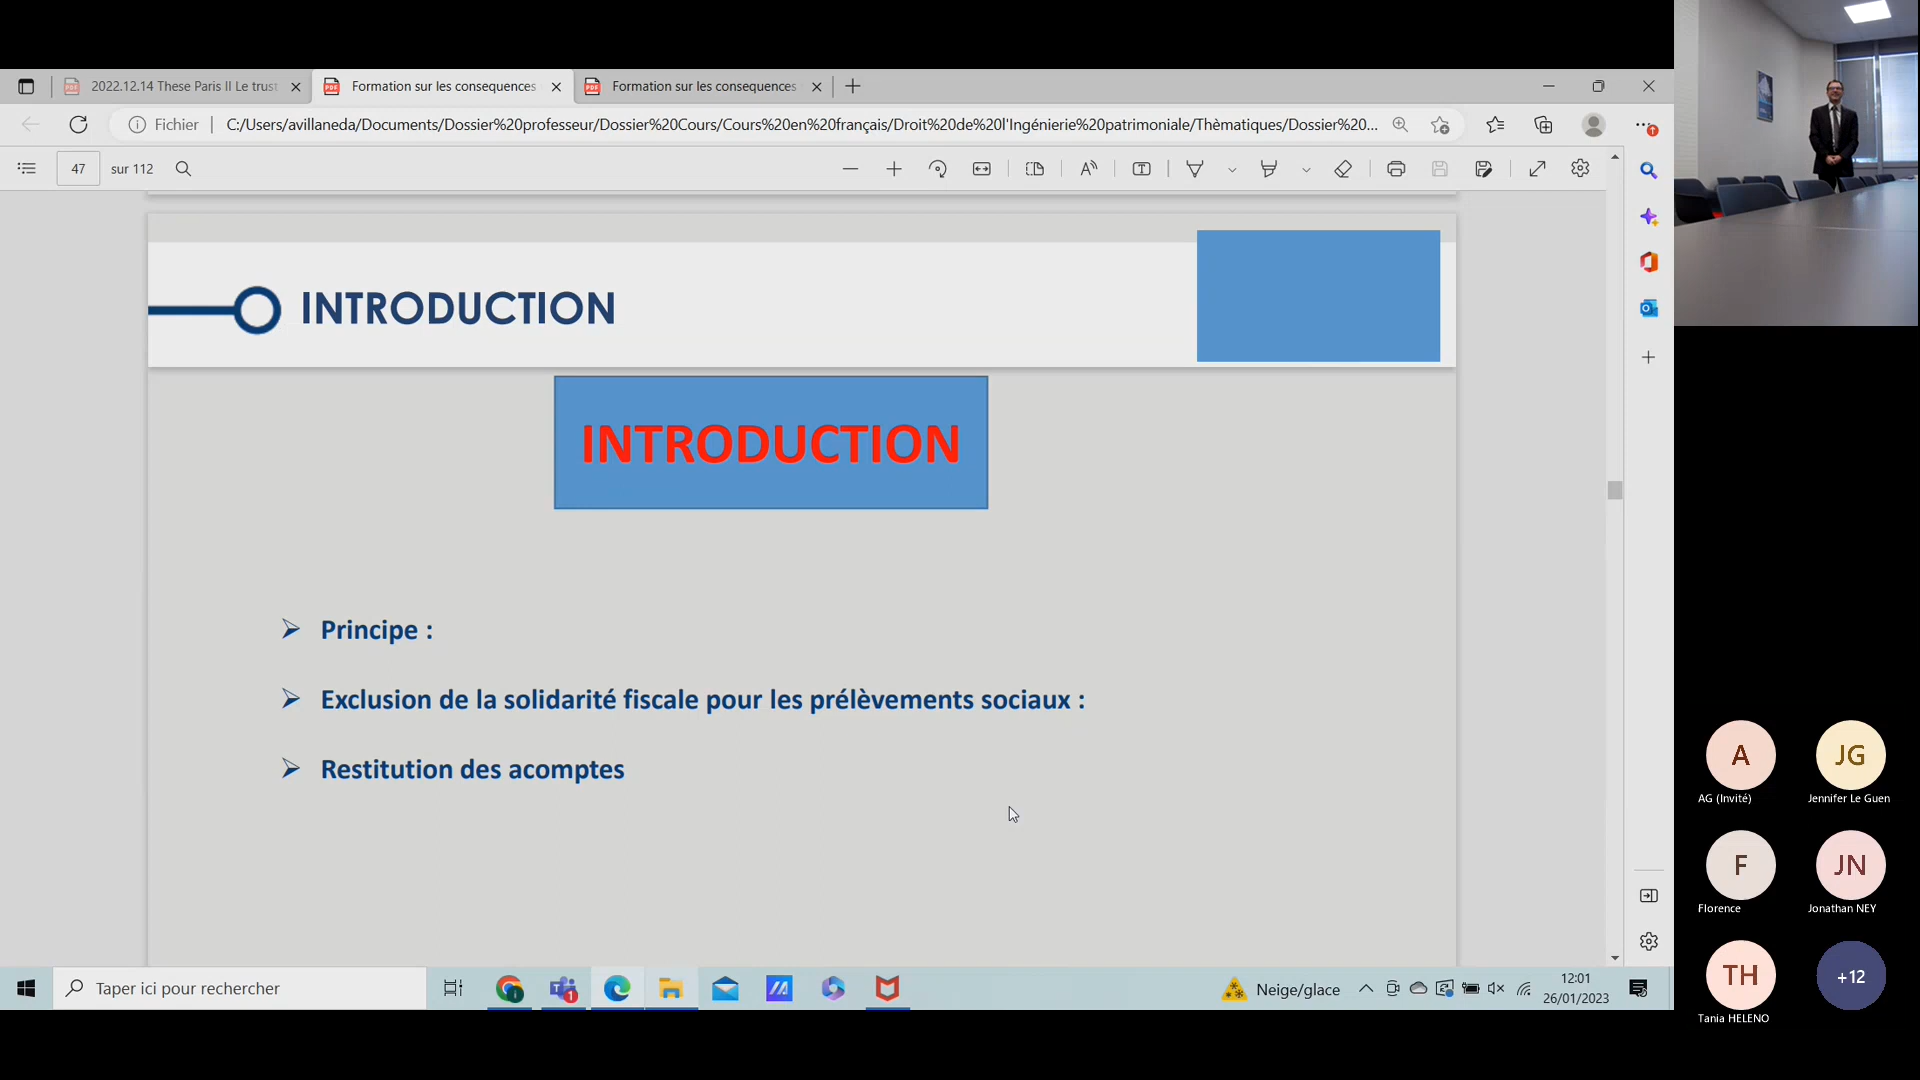 2022.12.14 These Paris II Le trust
Formation sur les consequences
Formation sur les consequences
Fichier
C:/Users/avillaneda/Documents/Dossier%20professeur/Dossier%20Cours/Cours%20en%20français/Droit%20de%20l'Ingénierie%20patrimoniale/Thèmatiques/Dossier%20...
47 sur 112
INTRODUCTION
INTRODUCTION
Principe :
Exclusion de la solidarité fiscale pour les prélèvements sociaux :
Restitution des acomptes
A
AG (Invité)
JG
Jennifer Le Guen
F
Florence
JN
Jonathan NEY
TH
Tania HELENO
+12
Taper ici pour rechercher
1
Neige/glace
12:01
26/01/2023